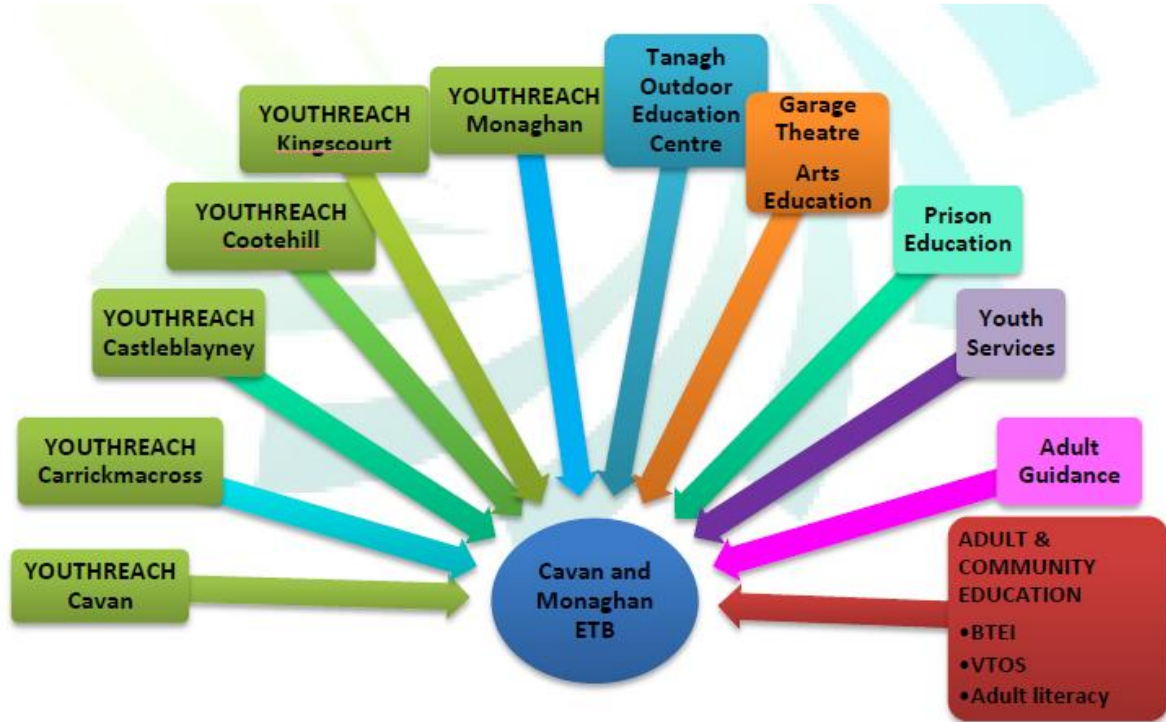 YOUTHREACH
Cavan
YOUTHREACH
Carrickmacross
YOUTHREACH
Castleblayney
YOUTHREACH
Cootehill
YOUTHREACH
Kingscourt
YOUTHREACH
Monaghan
Tanagh
Outdoor
Education
Centre
Garage
Theatre
Arts
Education
Prison
Education
Youth
Services
Adult
Guidance
ADULT &
COMMUNITY
EDUCATION
•BTEI
•VTOS
•Adult literacy
Cavan and
Monaghan
ETB